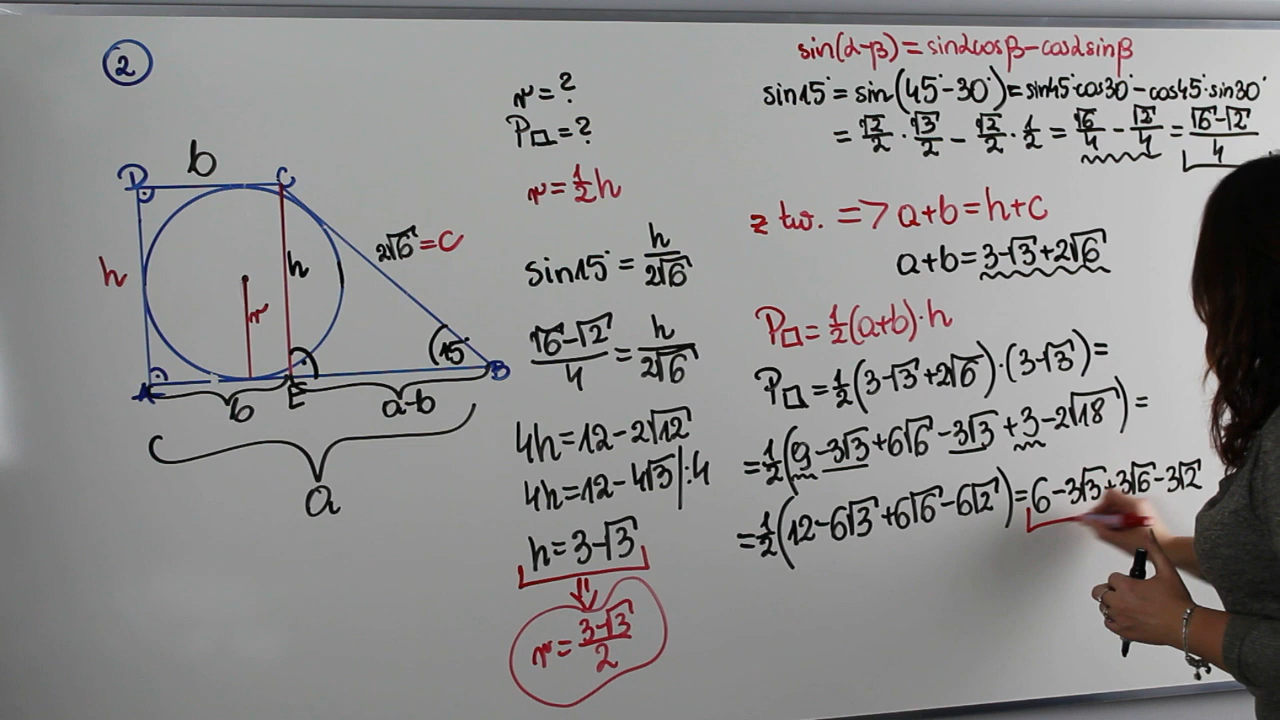 2
D b C
h h r 2√6 = c
15°
A b E a-b B
a
r = ?
P□ = ?
r = 1/2 h
sin15° = h/2√6
(√6-√2)/4 = h/2√6
4h = 12 - 2√12
4h = 12 - 4√3 |:4
h = 3-√3
⇓
r = (3-√3)/2
sin(α-β) = sinαcosβ - cosαsinβ
sin15° = sin(45°-30°) = sin45°·cos30° - cos45°·sin30°
= √2/2 · √3/2 - √2/2 · 1/2 = √6/4 - √2/4 = (√6-√2)/4
z tw. => a+b = h+c
a+b = 3-√3+2√6
P□ = 1/2(a+b)·h
P□ = 1/2(3-√3+2√6)·(3-√3) =
= 1/2(9-3√3+6√6-3√3+3-2√18) =
= 1/2(12-6√3+6√6-6√2) = 6-3√3+3√6-3√2